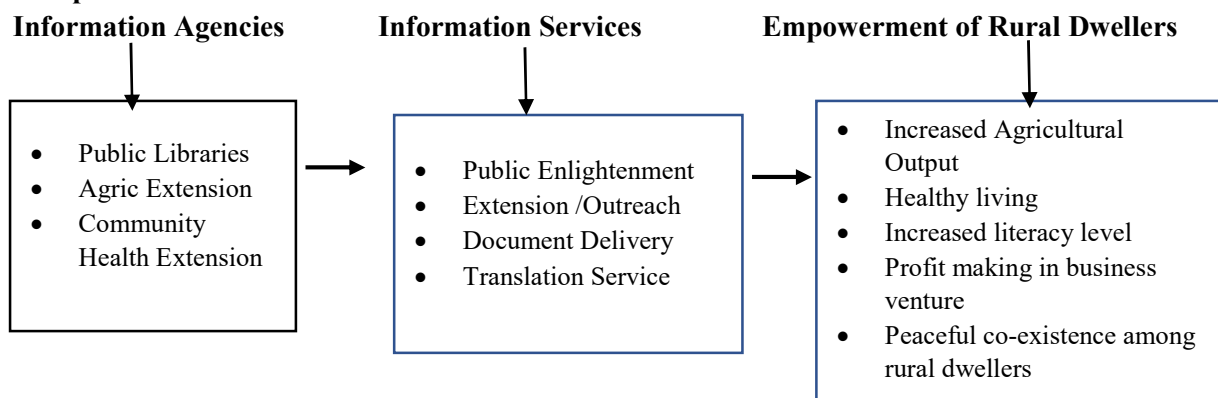 Information Agencies
Information Services
Empowerment of Rural Dwellers
• Public Libraries
• Agric Extension
• Community
Health Extension
• Public Enlightenment
• Extension /Outreach
• Document Delivery
• Translation Service
• Increased Agricultural
Output
• Healthy living
• Increased literacy level
• Profit making in business
venture
• Peaceful co-existence among
rural dwellers